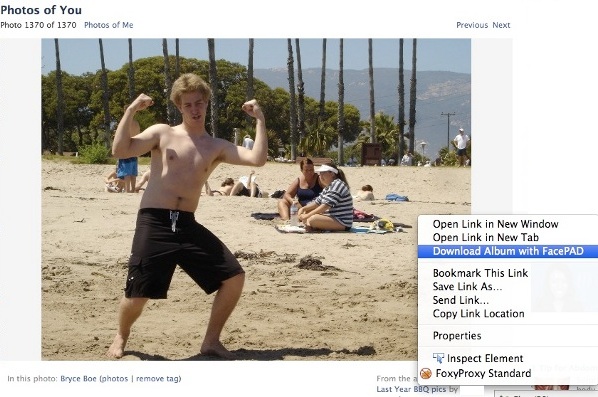 Photos of You
Photo 1370 of 1370 Photos of Me
Previous Next
Open Link in New Window
Open Link in New Tab
Download Album with FacePAD
Bookmark This Link
Save Link As...
Send Link...
Copy Link Location
Properties
Inspect Element
FoxyProxy Standard
In this photo: Bryce Boe (photos | remove tag)
From the a
Last Year BBQ pics by